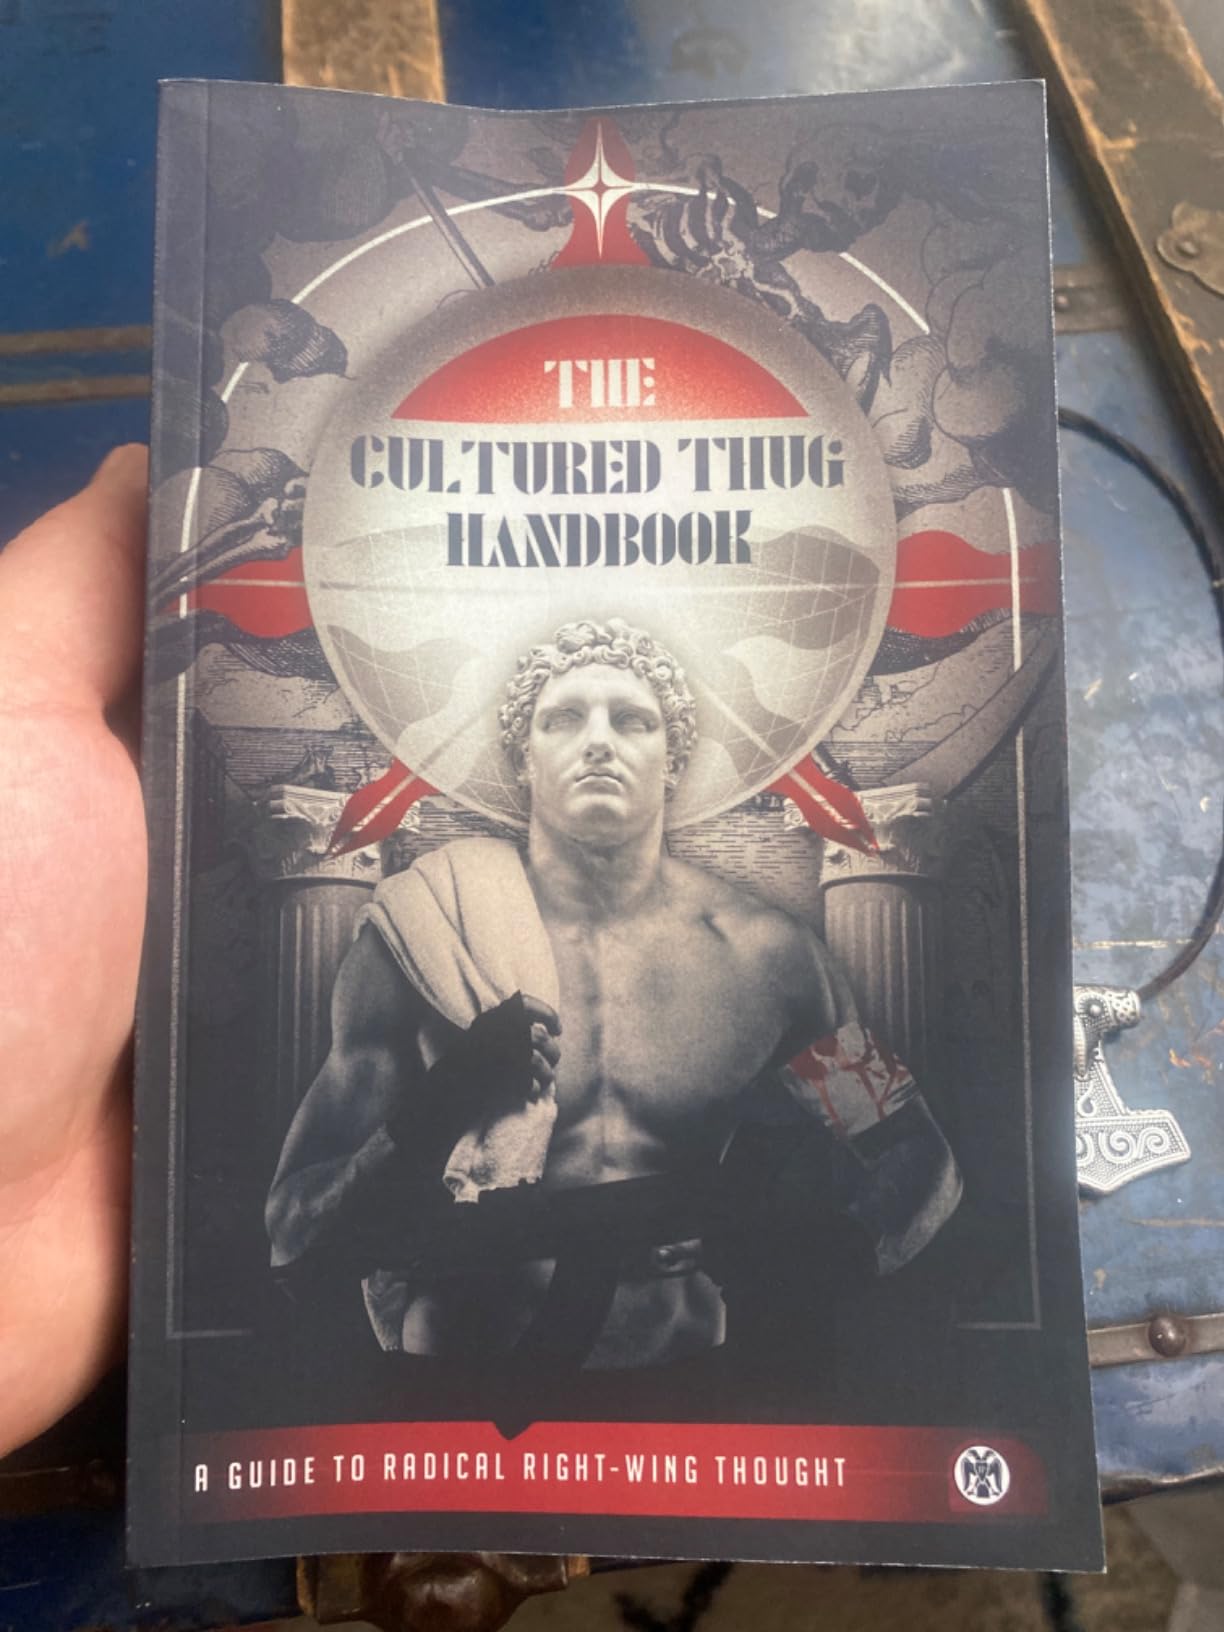 THE
CULTURED THUG
HANDBOOK
A GUIDE TO RADICAL RIGHT-WING THOUGHT